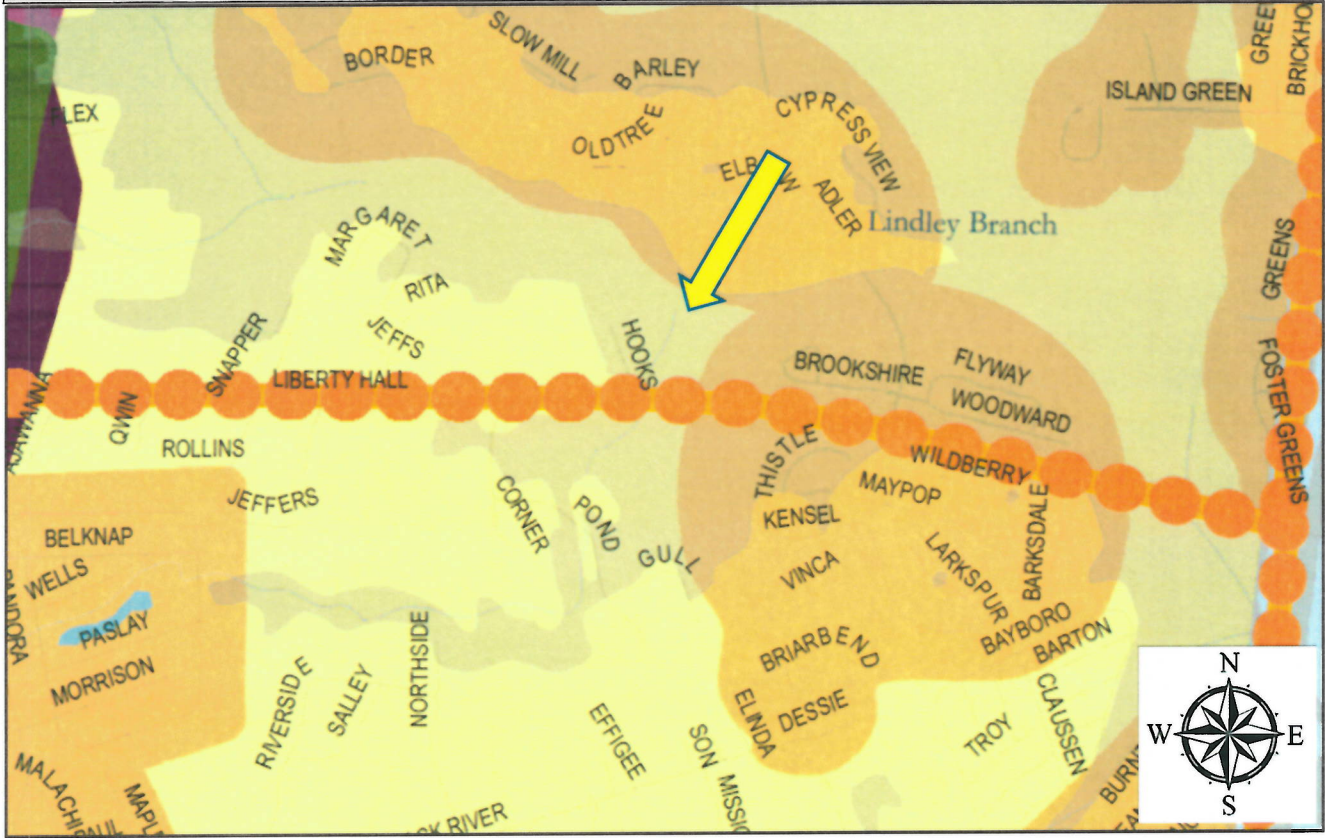 SLOW MILL
BORDER
BARLEY
ISLAND GREEN
CYPRESS VIEW
OLDTREE
ADLER
Lindley Branch
MARGARET
RITA
GREENS
JEFFS
SNAPPER
HOOKS
LIBERTY HALL
BROOKSHIRE
FLYWAY
WOODWARD
FOSTER GREENS
QWIN
ROLLINS
THISTLE
WILDBERRY
MAYPOP
JEFFERS
CORNER
POND
KENSEL
BARKSDALE
BELKNAP
GULL
VINCA
LARKSPUR
WELLS
PASLAY
BAYBORO
BARTON
BRIARBEND
MORRISON
NORTHSIDE
RIVERSIDE
SALLEY
ELINDA
DESSIE
CLAUSSEN
EFFIGEE
SON
TROY
N
W
E
S